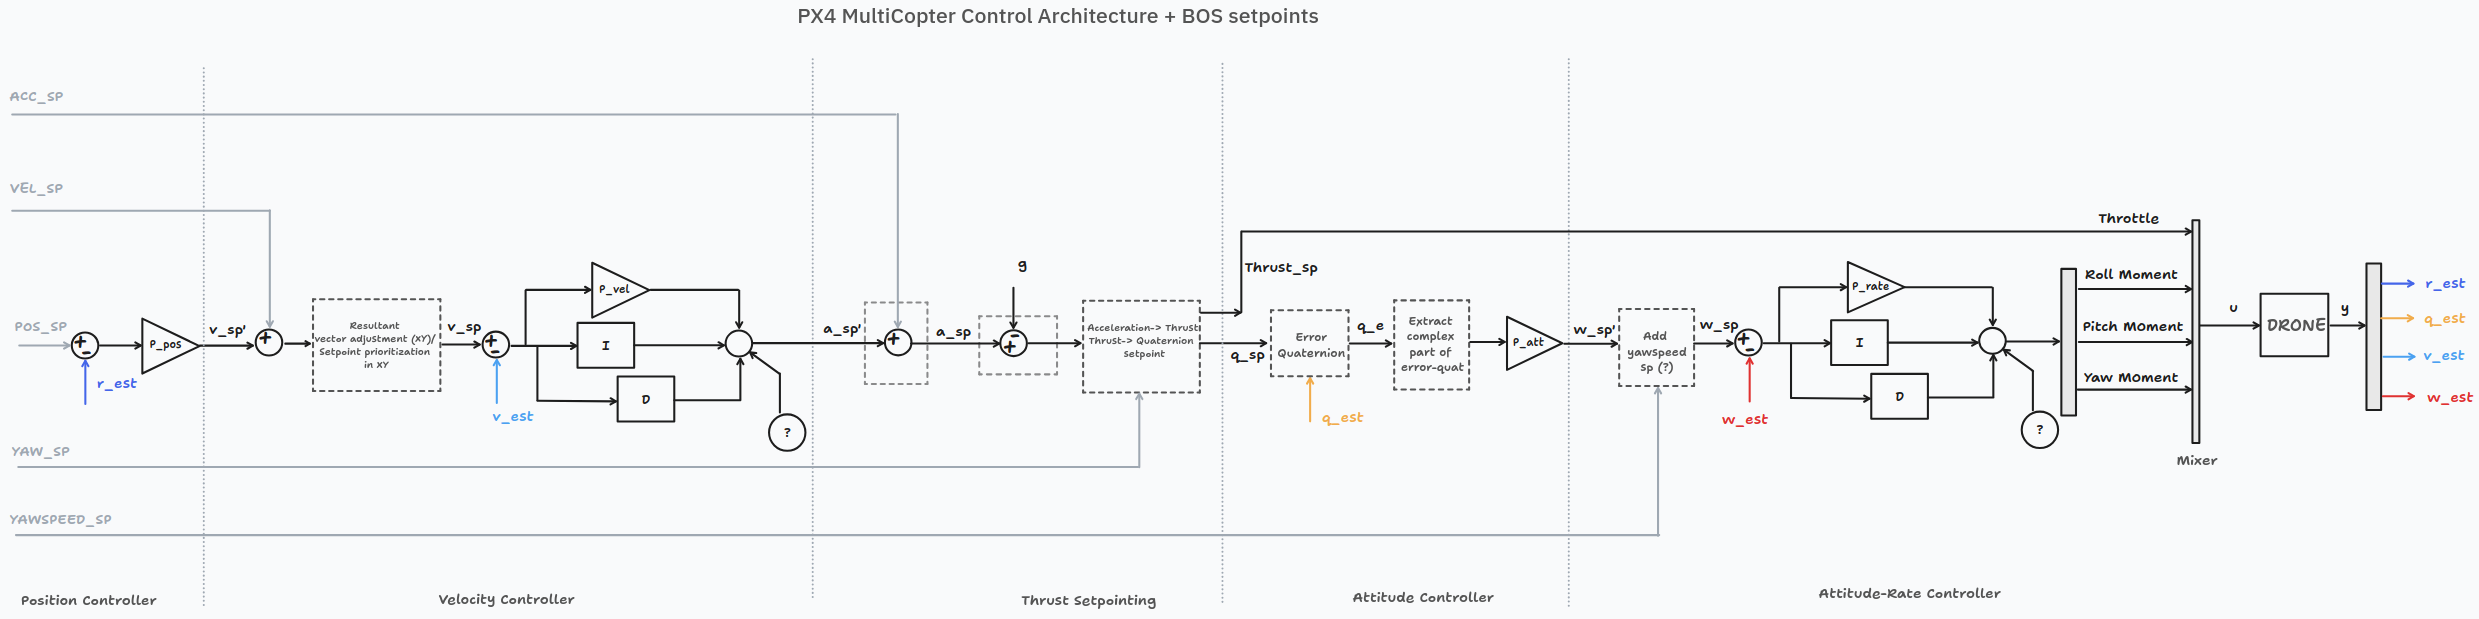 PX4 MultiCopter Control Architecture + BOS setpoints
ACC_SP
VEL_SP
POS_SP
+
-
r_est
P_pos
v_sp'
+
Resultant
vector adjustment (XY)/
Setpoint prioritization
in XY
v_sp
+
-
v_est
P_vel
I
D
?
a_sp'
+
a_sp
g
-
+
Acceleration-> Thrust
Thrust-> Quaternion
Setpoint
Thrust_sp
q_sp
Error
Quaternion
q_est
q_e
Extract
complex
part of
error-quat
P_att
w_sp'
Add
yawspeed
sp (?)
w_sp
+
-
w_est
P_rate
I
D
?
Throttle
Roll Moment
Pitch Moment
Yaw Moment
Mixer
u
DRONE
y
r_est
q_est
v_est
w_est
YAW_SP
YAWSPEED_SP
Position Controller
Velocity Controller
Thrust Setpointing
Attitude Controller
Attitude-Rate Controller